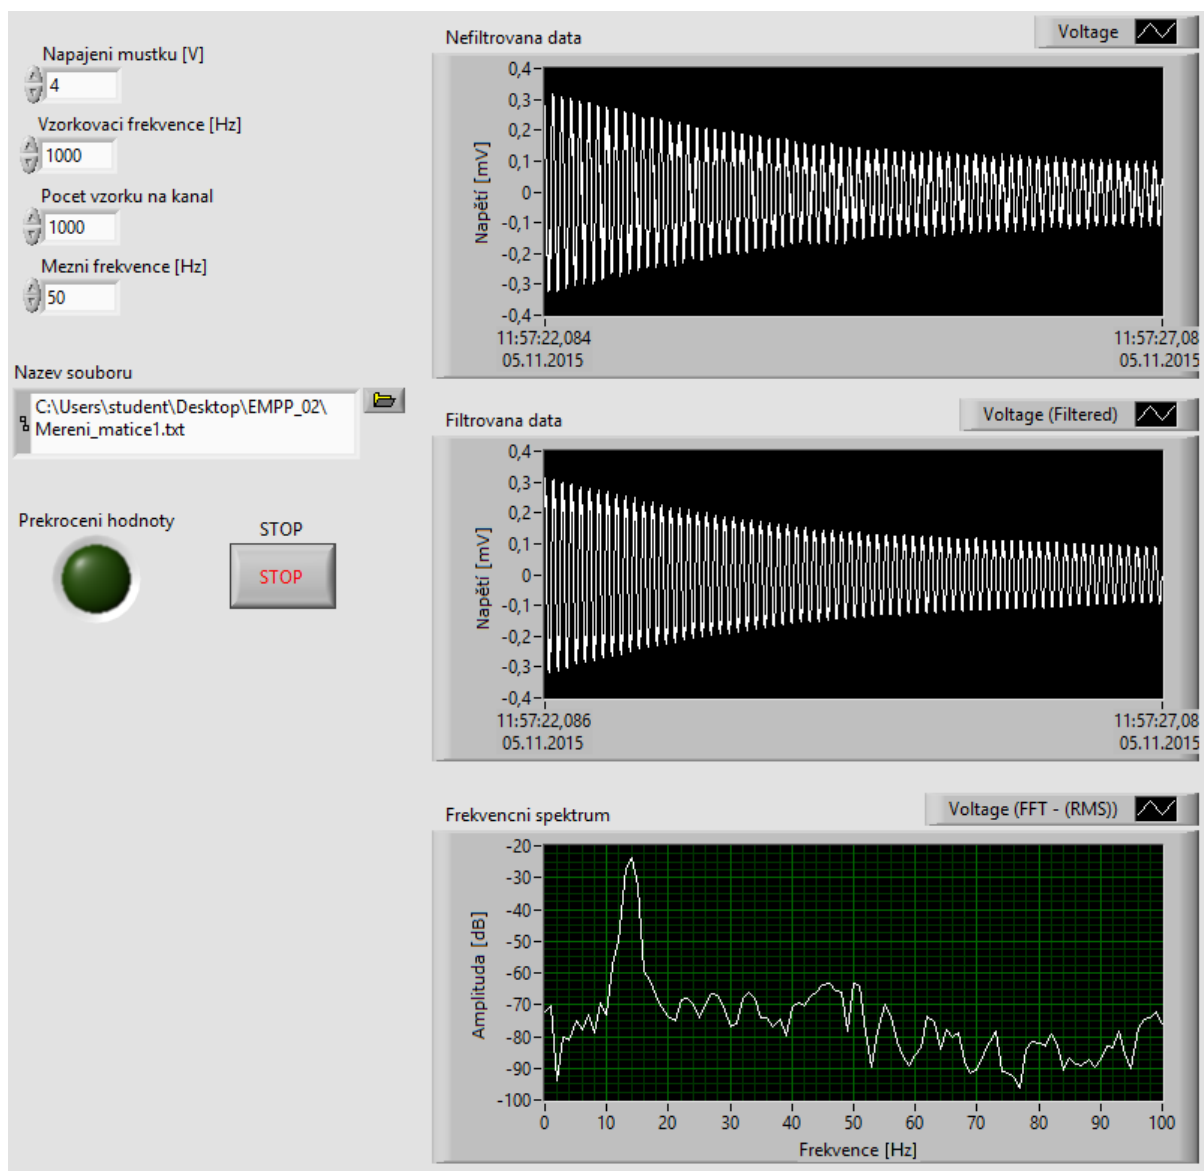 Napajeni mustku [V]
4
Vzorkovaci frekvence [Hz]
1000
Pocet vzorku na kanal
1000
Mezni frekvence [Hz]
50
Nazev souboru
C:\Users\student\Desktop\EMPP_02\
Mereni_matice1.txt
Prekroceni hodnoty
STOP
STOP
Nefiltrovana data
Voltage
Napětí [mV]
0,4
0,3
0,2
0,1
0
-0,1
-0,2
-0,3
-0,4
11:57:22,084 11:57:27,08
05.11.2015 05.11.2015
Filtrovana data
Voltage (Filtered)
Napětí [mV]
0,4
0,3
0,2
0,1
0
-0,1
-0,2
-0,3
-0,4
11:57:22,086 11:57:27,08
05.11.2015 05.11.2015
Frekvencni spektrum
Voltage (FFT - (RMS))
Amplituda [dB]
-20
-30
-40
-50
-60
-70
-80
-90
-100
0 10 20 30 40 50 60 70 80 90 100
Frekvence [Hz]